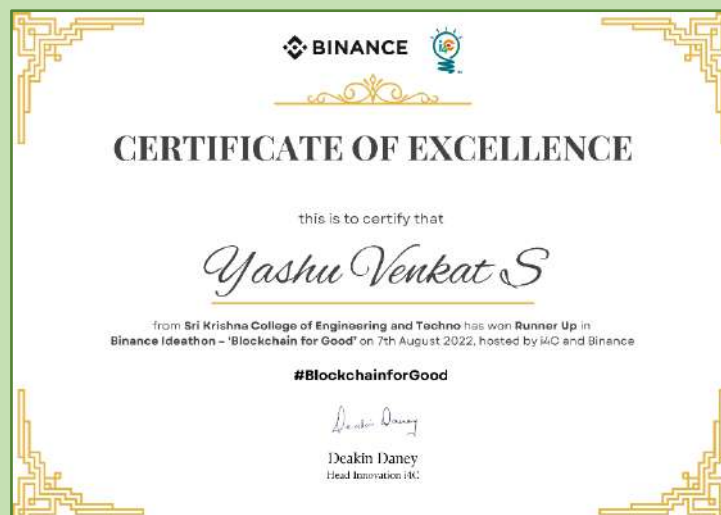 BINANCE i4C
CERTIFICATE OF EXCELLENCE
this is to certify that
Yashu Venkat S
from Sri Krishna College of Engineering and Techno has won Runner Up in
Binance Ideathon – 'Blockchain for Good' on 7th August 2022, hosted by i4C and Binance
#BlockchainforGood
Deakin Daney
Deakin Daney
Head Innovation i4C